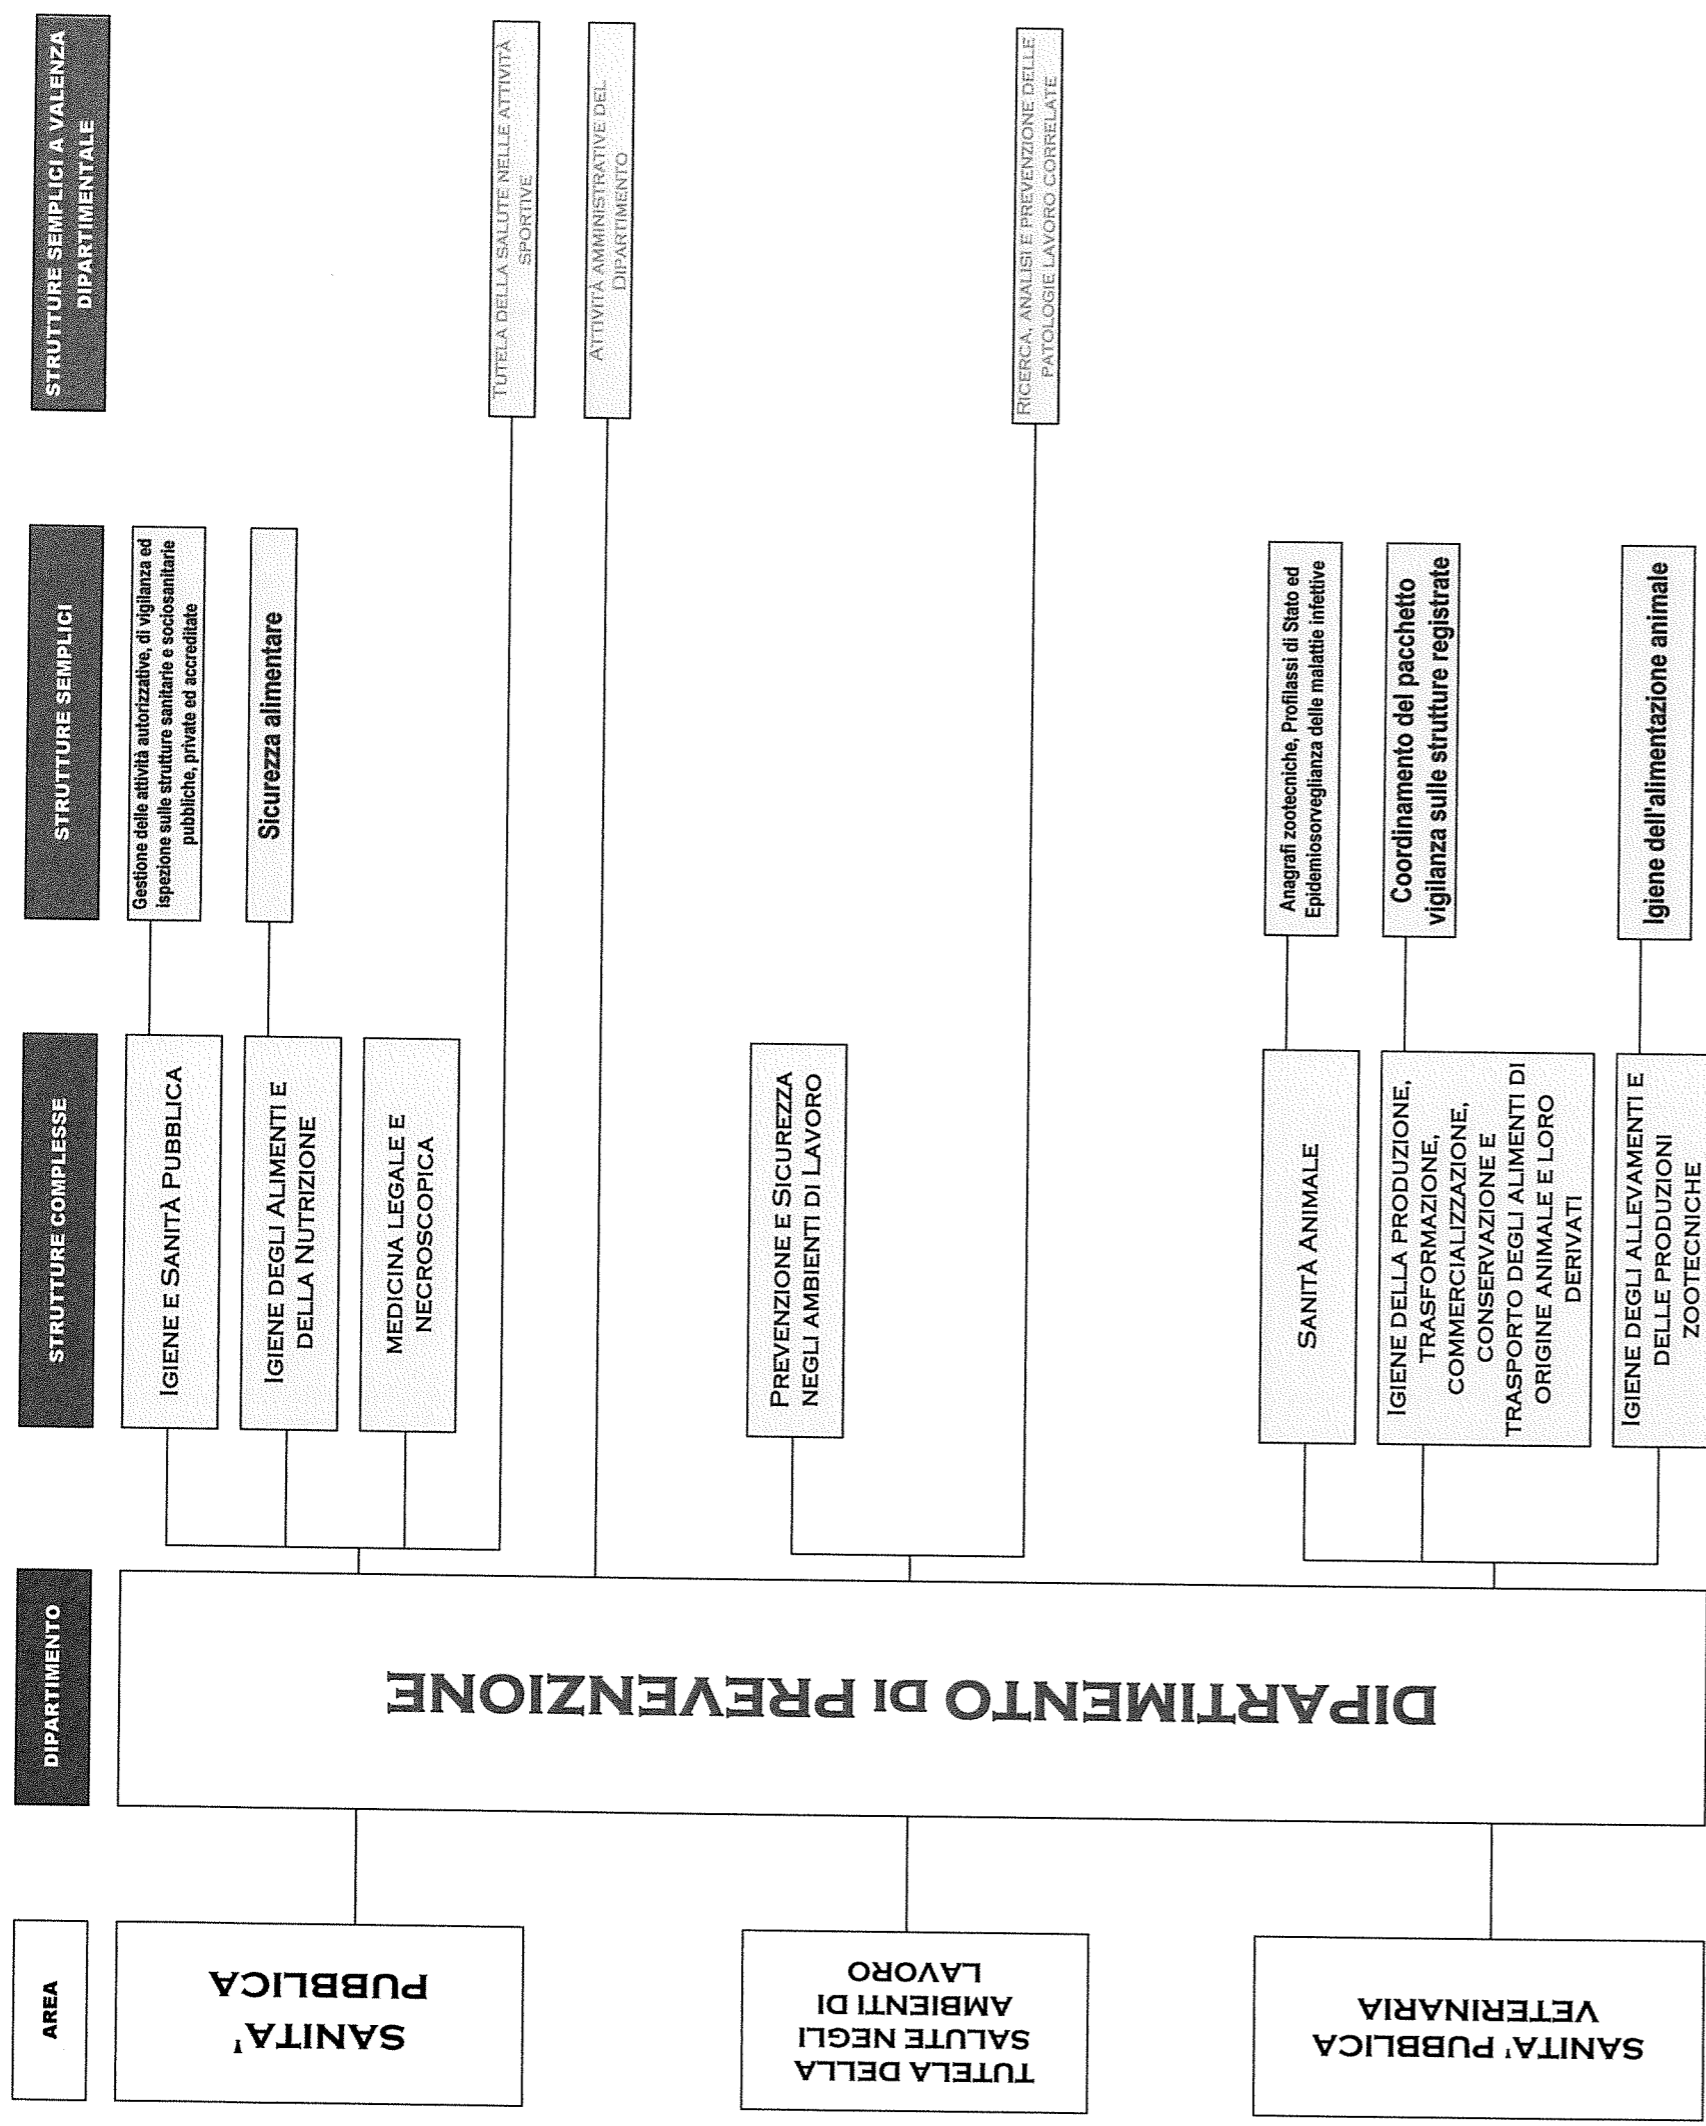 AREA
DIPARTIMENTO
STRUTTURE COMPLESSE
STRUTTURE SEMPLICI
STRUTTURE SEMPLICI A VALENZA
DIPARTIMENTALE
SANITA'
PUBBLICA
TUTELA DELLA
SALUTE NEGLI
AMBIENTI DI
LAVORO
SANITA' PUBBLICA
VETERINARIA
DIPARTIMENTO DI PREVENZIONE
IGIENE E SANITÀ PUBBLICA
IGIENE DEGLI ALIMENTI E
DELLA NUTRIZIONE
MEDICINA LEGALE E
NECROSCOPICA
PREVENZIONE E SICUREZZA
NEGLI AMBIENTI DI LAVORO
SANITÀ ANIMALE
IGIENE DELLA PRODUZIONE,
TRASFORMAZIONE,
COMMERCIALIZZAZIONE,
CONSERVAZIONE E
TRASPORTO DEGLI ALIMENTI DI
ORIGINE ANIMALE E LORO
DERIVATI
IGIENE DEGLI ALLEVAMENTI E
DELLE PRODUZIONI
ZOOTECNICHE
Gestione delle attività autorizzative, di vigilanza ed
ispezione sulle strutture sanitarie e sociosanitarie
pubbliche, private ed accreditate
Sicurezza alimentare
Anagrafi zootecniche, Profilassi di Stato ed
Epidemiosorveglianza delle malattie infettive
Coordinamento del pacchetto
vigilanza sulle strutture registrate
Igiene dell'alimentazione animale
TUTELA DELLA SALUTE NELLE ATTIVITÀ
SPORTIVE
ATTIVITÀ AMMINISTRATIVE DEL
DIPARTIMENTO
RICERCA, ANALISI E PREVENZIONE DELLE
PATOLOGIE LAVORO CORRELATE